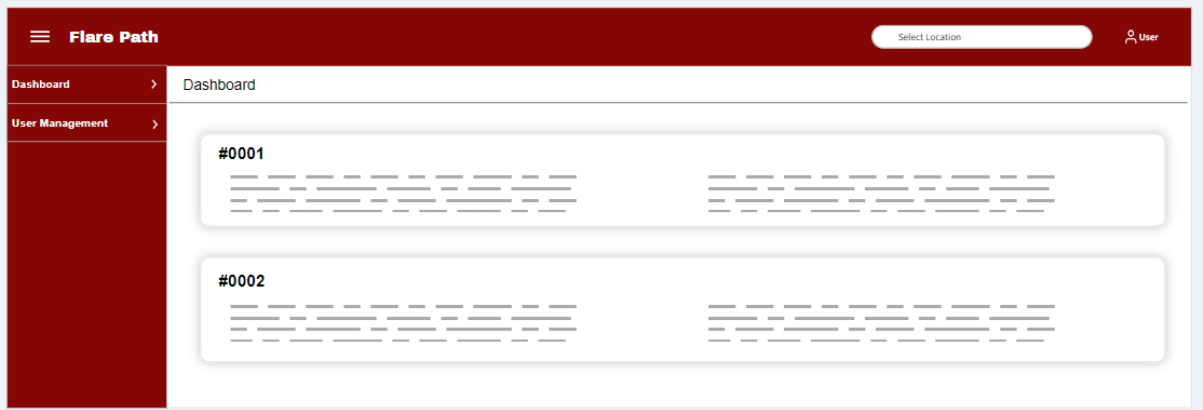 Flare Path
Select Location
User
Dashboard
User Management
Dashboard
#0001
#0002